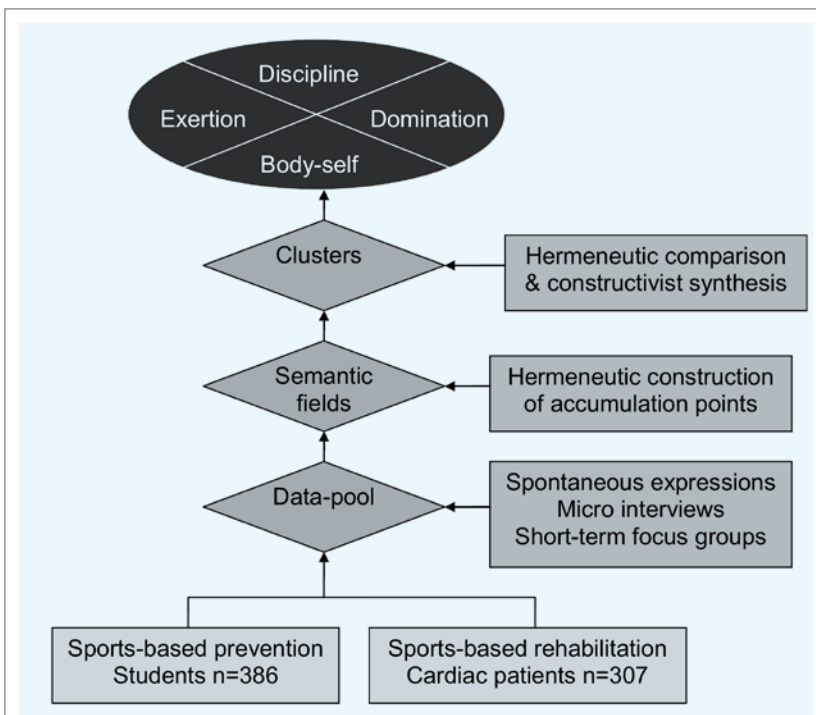 Discipline
Exertion
Domination
Body-self
Clusters
Hermeneutic comparison
& constructivist synthesis
Semantic
fields
Hermeneutic construction
of accumulation points
Data-pool
Spontaneous expressions
Micro interviews
Short-term focus groups
Sports-based prevention
Students n=386
Sports-based rehabilitation
Cardiac patients n=307